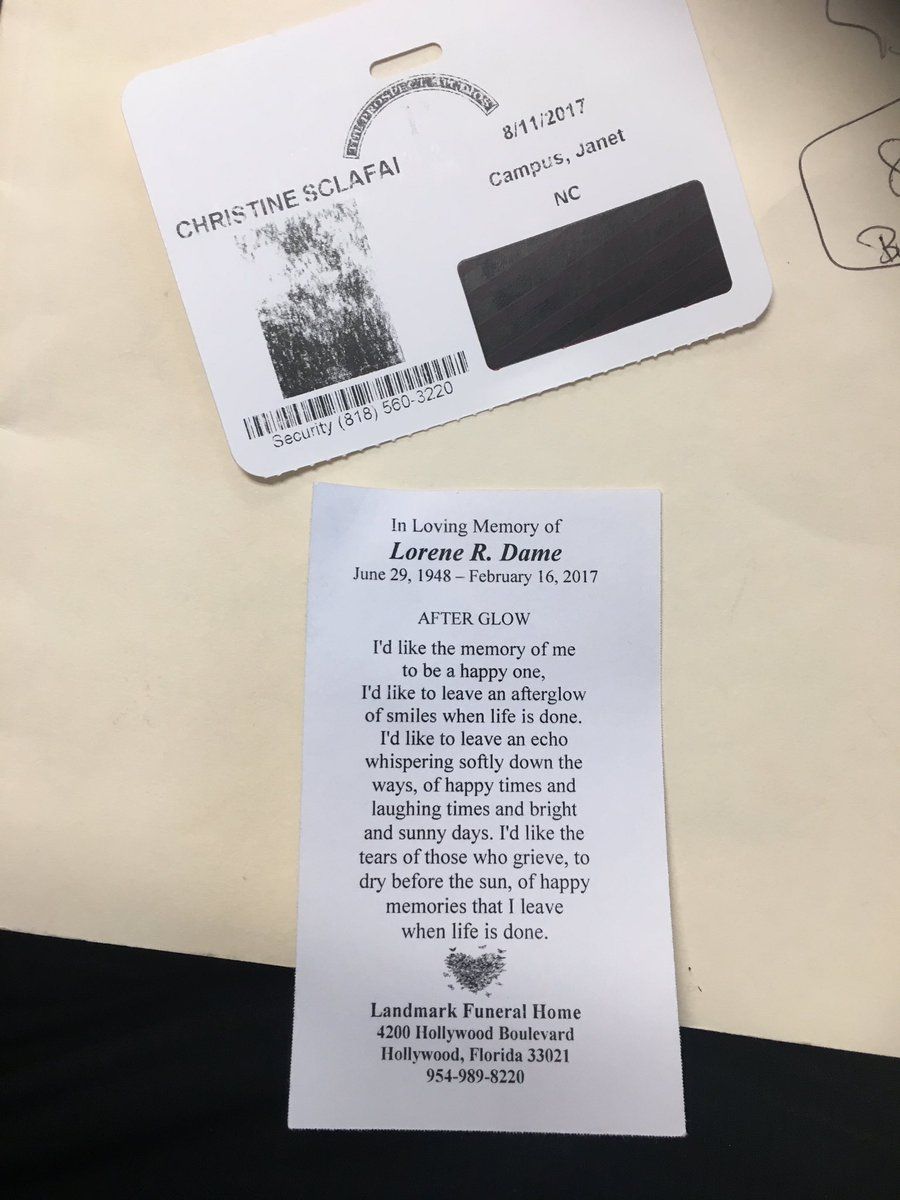 THE PROSPECT STUDIOS
8/11/2017
CHRISTINE SCLAFAI
Campus, Janet
NC
Security (818) 560-3220
In Loving Memory of
Lorene R. Dame
June 29, 1948 – February 16, 2017
AFTER GLOW
I'd like the memory of me
to be a happy one,
I'd like to leave an afterglow
of smiles when life is done.
I'd like to leave an echo
whispering softly down the
ways, of happy times and
laughing times and bright
and sunny days. I'd like the
tears of those who grieve, to
dry before the sun, of happy
memories that I leave
when life is done.
Landmark Funeral Home
4200 Hollywood Boulevard
Hollywood, Florida 33021
954-989-8220